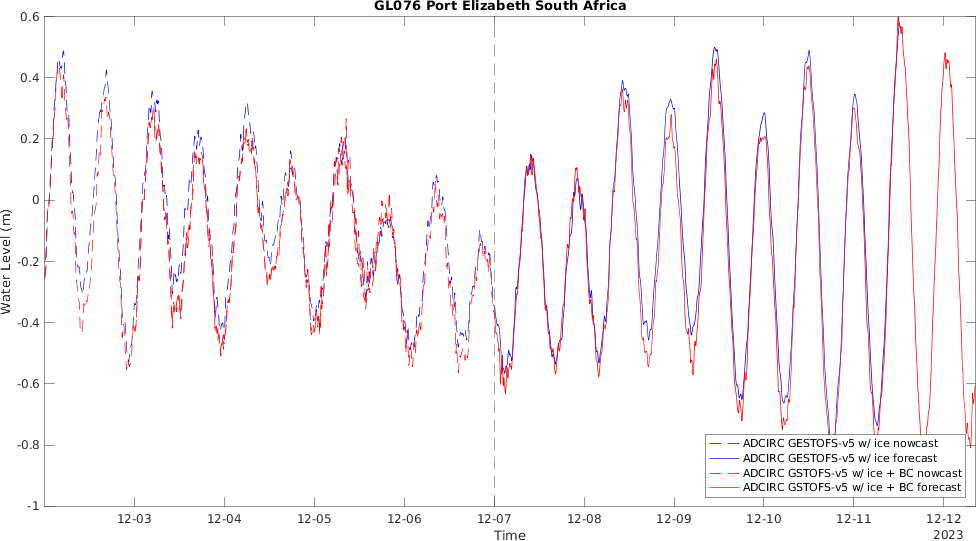 GL076 Port Elizabeth South Africa
0.6
0.4
0.2
0
-0.2
-0.4
-0.6
-0.8
-1
Water Level (m)
ADCIRC GESTOFS-v5 w/ ice nowcast
ADCIRC GESTOFS-v5 w/ ice forecast
ADCIRC GSTOFS-v5 w/ ice + BC nowcast
ADCIRC GSTOFS-v5 w/ ice + BC forecast
12-03 12-04 12-05 12-06 12-07 12-08 12-09 12-10 12-11 12-12
Time 2023